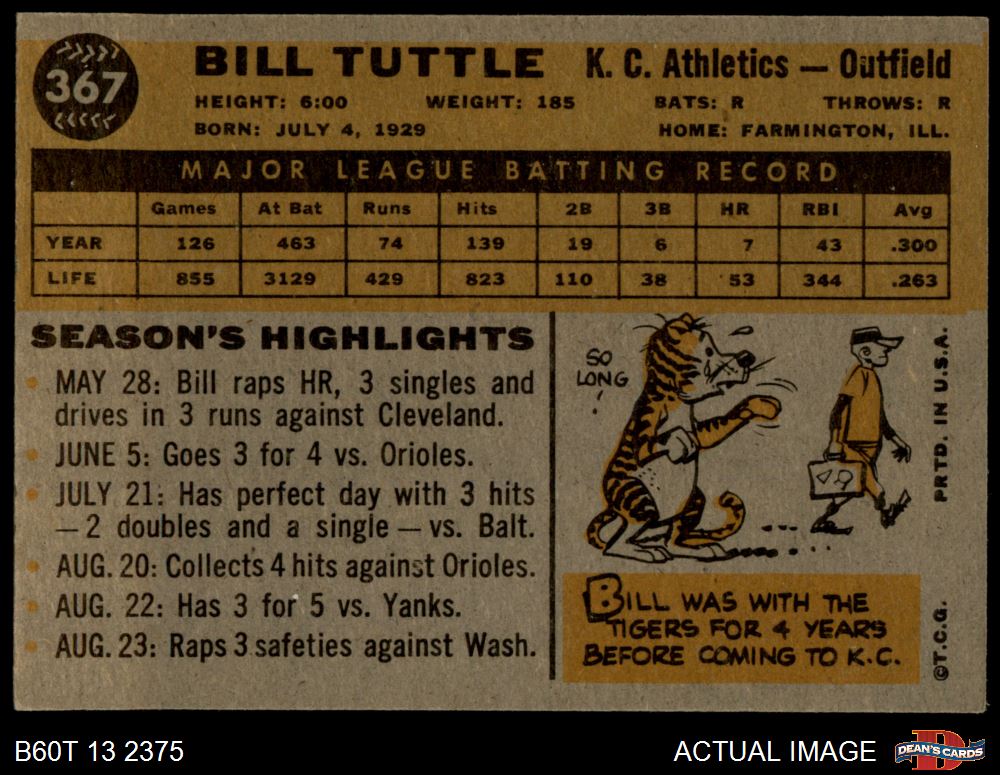 367
BILL TUTTLE K. C. Athletics — Outfield
HEIGHT: 6:00 WEIGHT: 185 BATS: R THROWS: R
BORN: JULY 4, 1929 HOME: FARMINGTON, ILL.
MAJOR LEAGUE BATTING RECORD
Games At Bat Runs Hits 2B 3B HR RBI Avg
YEAR 126 463 74 139 19 6 7 43 .300
LIFE 855 3129 429 823 110 38 53 344 .263
SEASON'S HIGHLIGHTS
MAY 28: Bill raps HR, 3 singles and
drives in 3 runs against Cleveland.
JUNE 5: Goes 3 for 4 vs. Orioles.
JULY 21: Has perfect day with 3 hits
— 2 doubles and a single — vs. Balt.
AUG. 20: Collects 4 hits against Orioles.
AUG. 22: Has 3 for 5 vs. Yanks.
AUG. 23: Raps 3 safeties against Wash.
SO
LONG
!
BILL WAS WITH THE
TIGERS FOR 4 YEARS
BEFORE COMING TO K.C.
©T.C.G. PRTD. IN U.S.A.
B60T 13 2375
ACTUAL IMAGE
D
DEAN'S CARDS